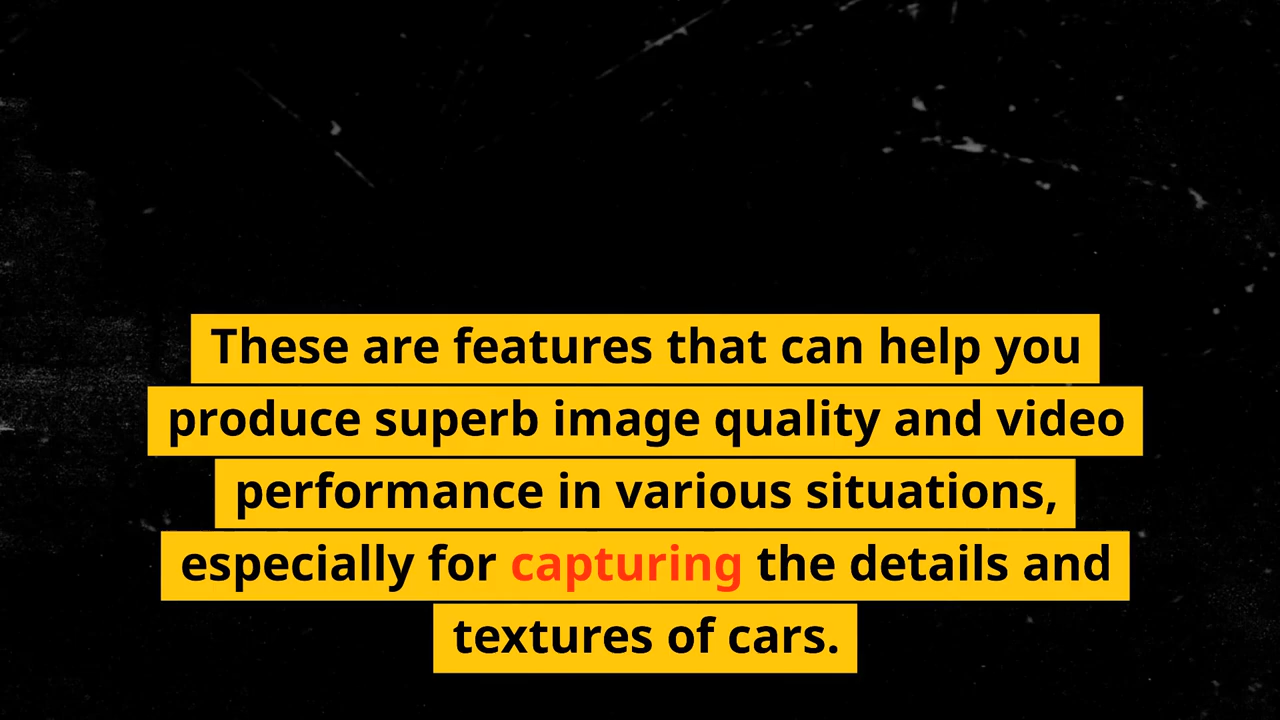 These are features that can help you
produce superb image quality and video
performance in various situations,
especially for capturing the details and
textures of cars.